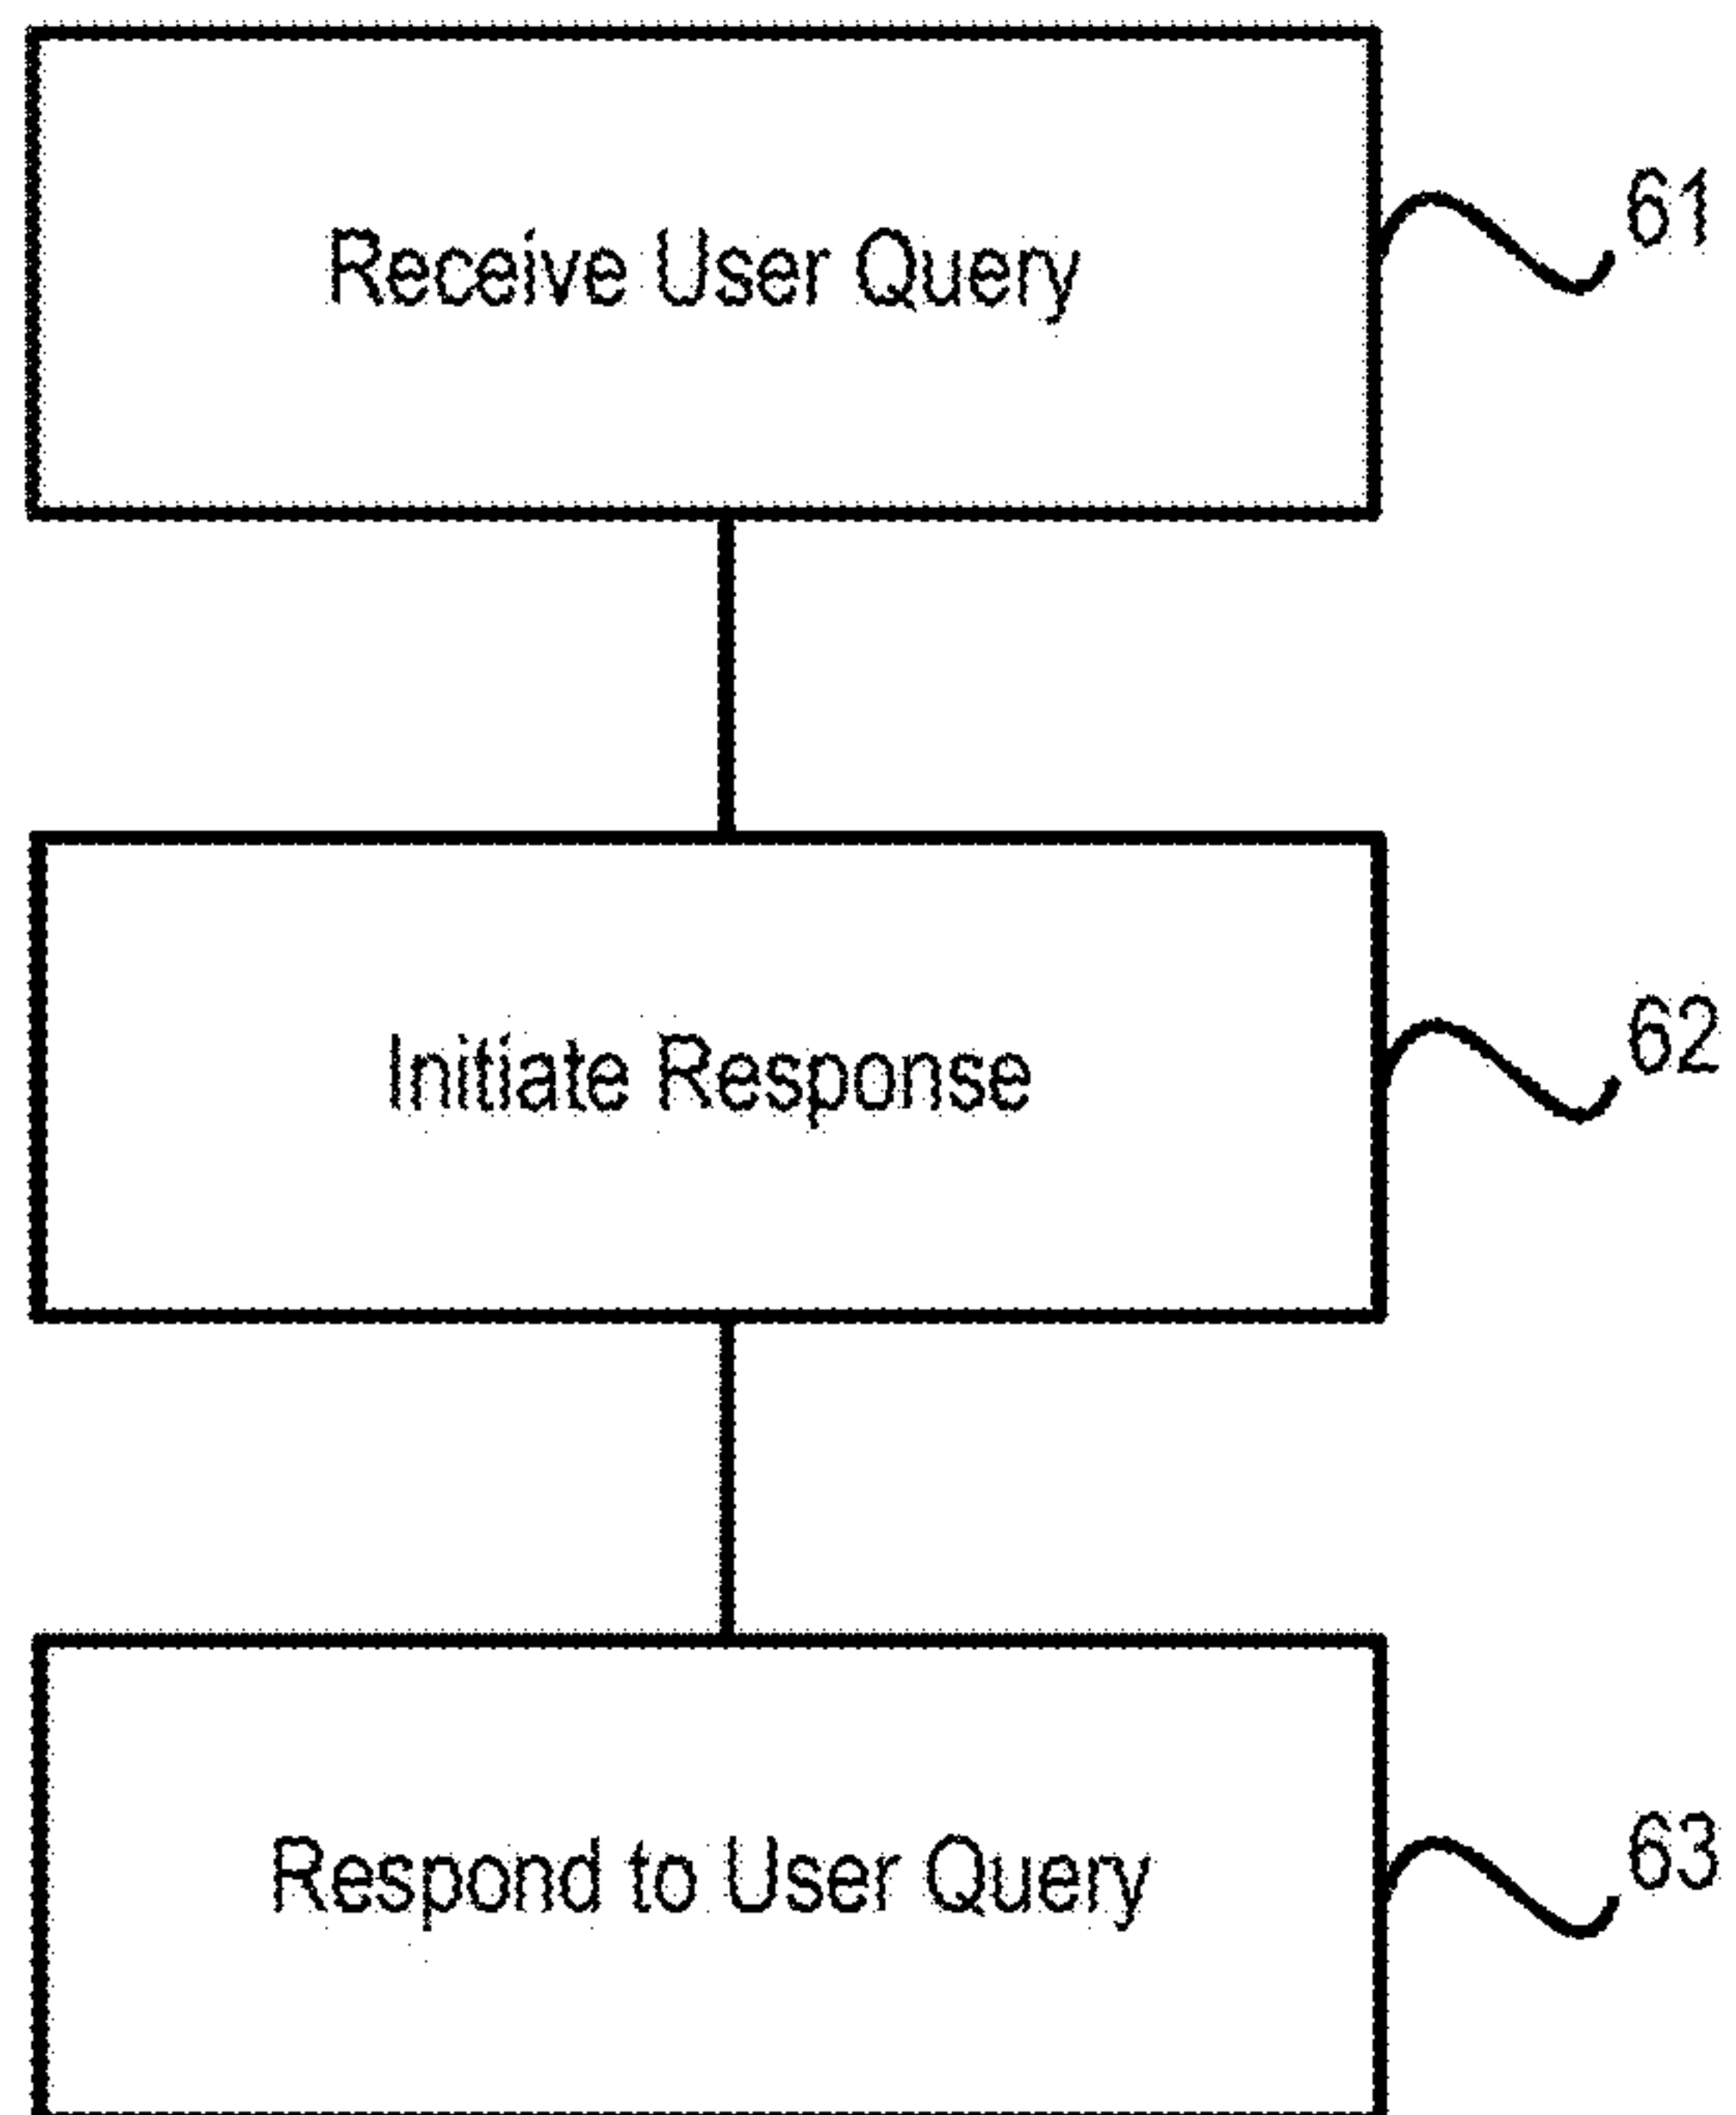 Receive User Query
61
Initiate Response
62
Respond to User Query
63